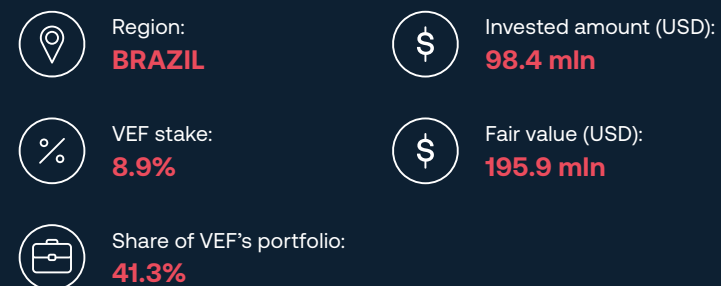 Region:
BRAZIL
Invested amount (USD):
98.4 mln
VEF stake:
8.9%
Fair value (USD):
195.9 mln
Share of VEF's portfolio:
41.3%